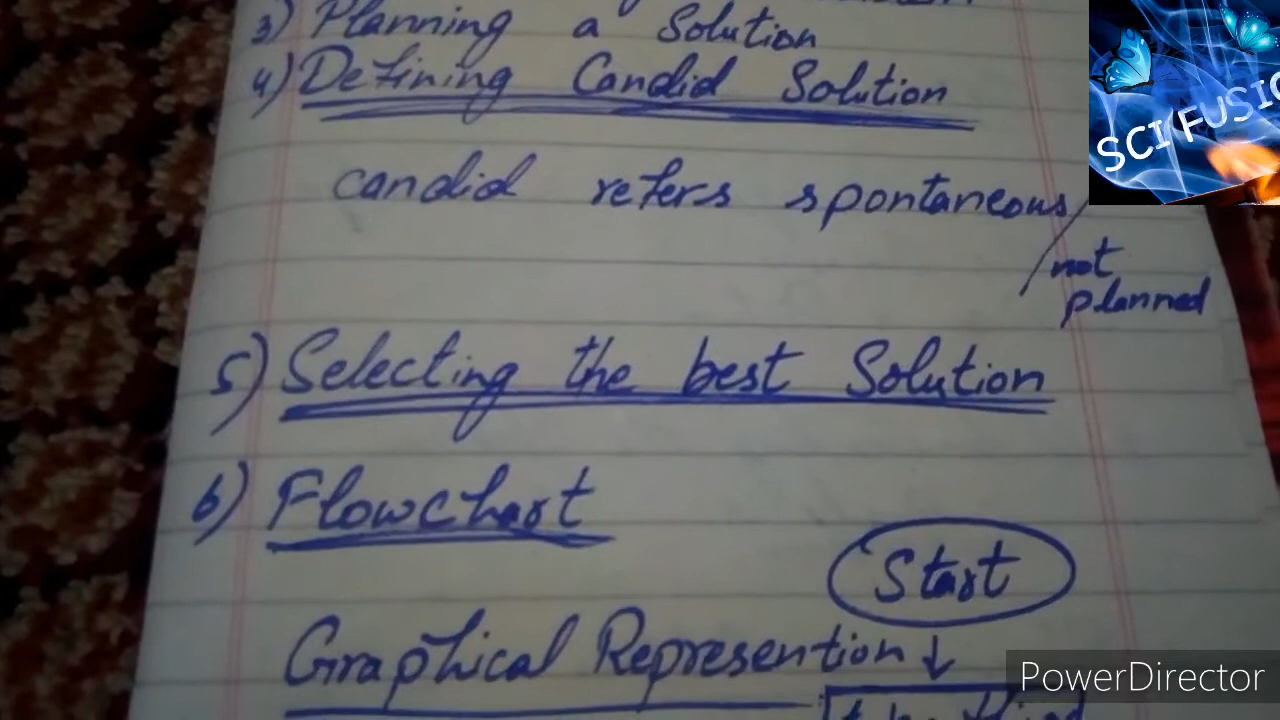 3) Planning a Solution
4) Defining Candid Solution
candid refers spontaneous/
/not
planned
5) Selecting the best Solution
6) Flowchart
Start
Graphical Represention ↓
SCI FUSIO
PowerDirector